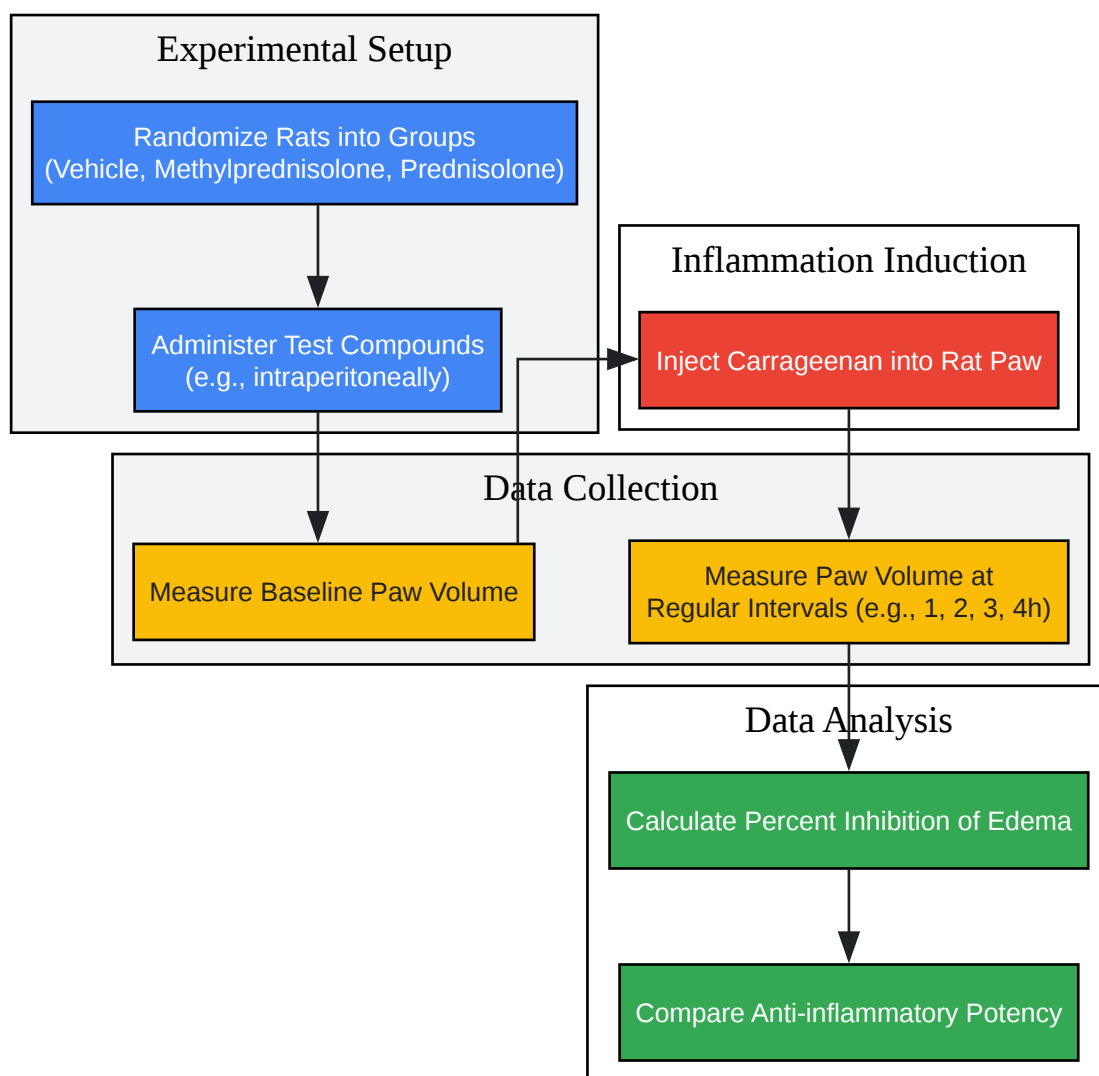 Experimental Setup
Randomize Rats into Groups
(Vehicle, Methylprednisolone, Prednisolone)
Administer Test Compounds
(e.g., intraperitoneally)
Inflammation Induction
Inject Carrageenan into Rat Paw
Data Collection
Measure Baseline Paw Volume
Measure Paw Volume at
Regular Intervals (e.g., 1, 2, 3, 4h)
Data Analysis
Calculate Percent Inhibition of Edema
Compare Anti-inflammatory Potency